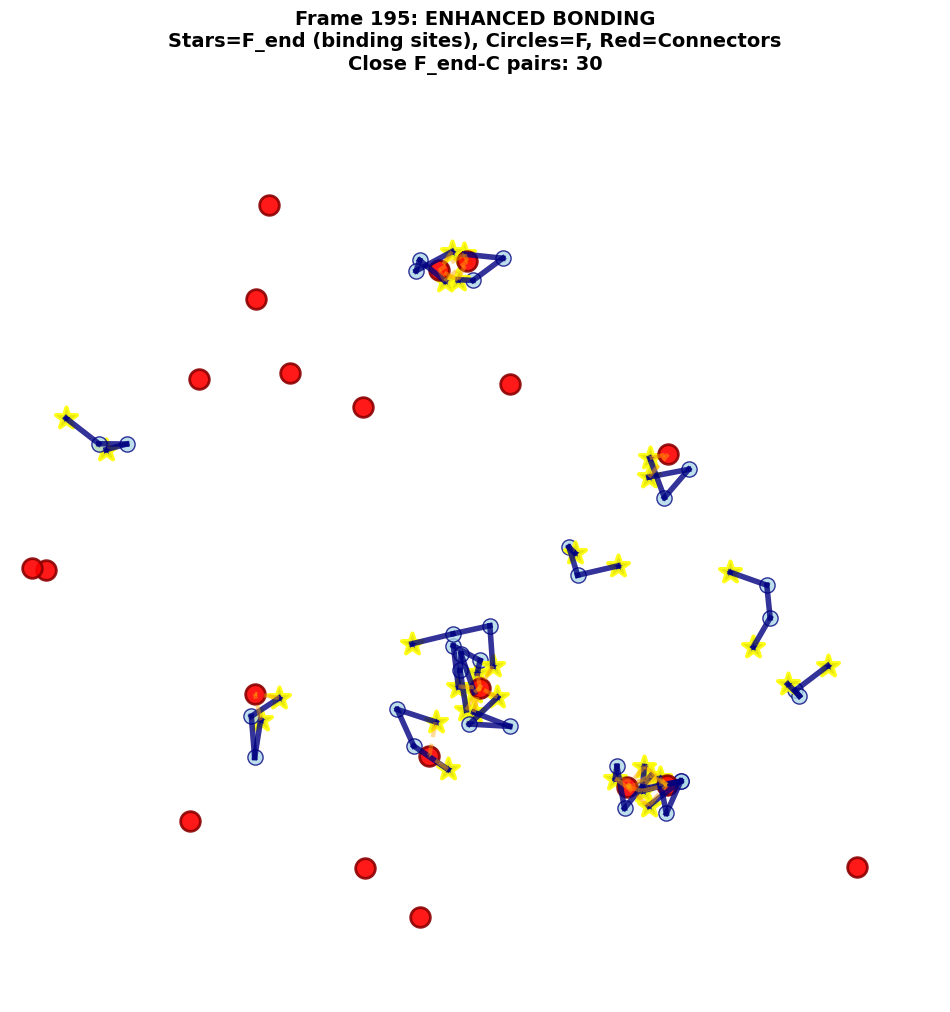 Frame 195: ENHANCED BONDING
Stars=F_end (binding sites), Circles=F, Red=Connectors
Close F_end-C pairs: 30